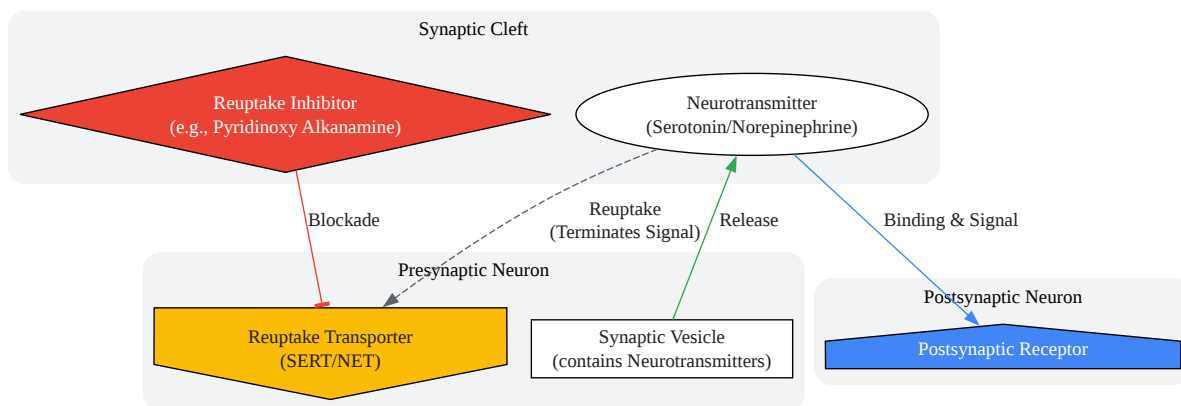 Synaptic Cleft
Reuptake Inhibitor
(e.g., Pyridinoxy Alkanamine)
Neurotransmitter
(Serotonin/Norepinephrine)
Blockade
Reuptake
(Terminates Signal)
Release
Binding & Signal
Presynaptic Neuron
Postsynaptic Neuron
Reuptake Transporter
(SERT/NET)
Synaptic Vesicle
(contains Neurotransmitters)
Postsynaptic Receptor